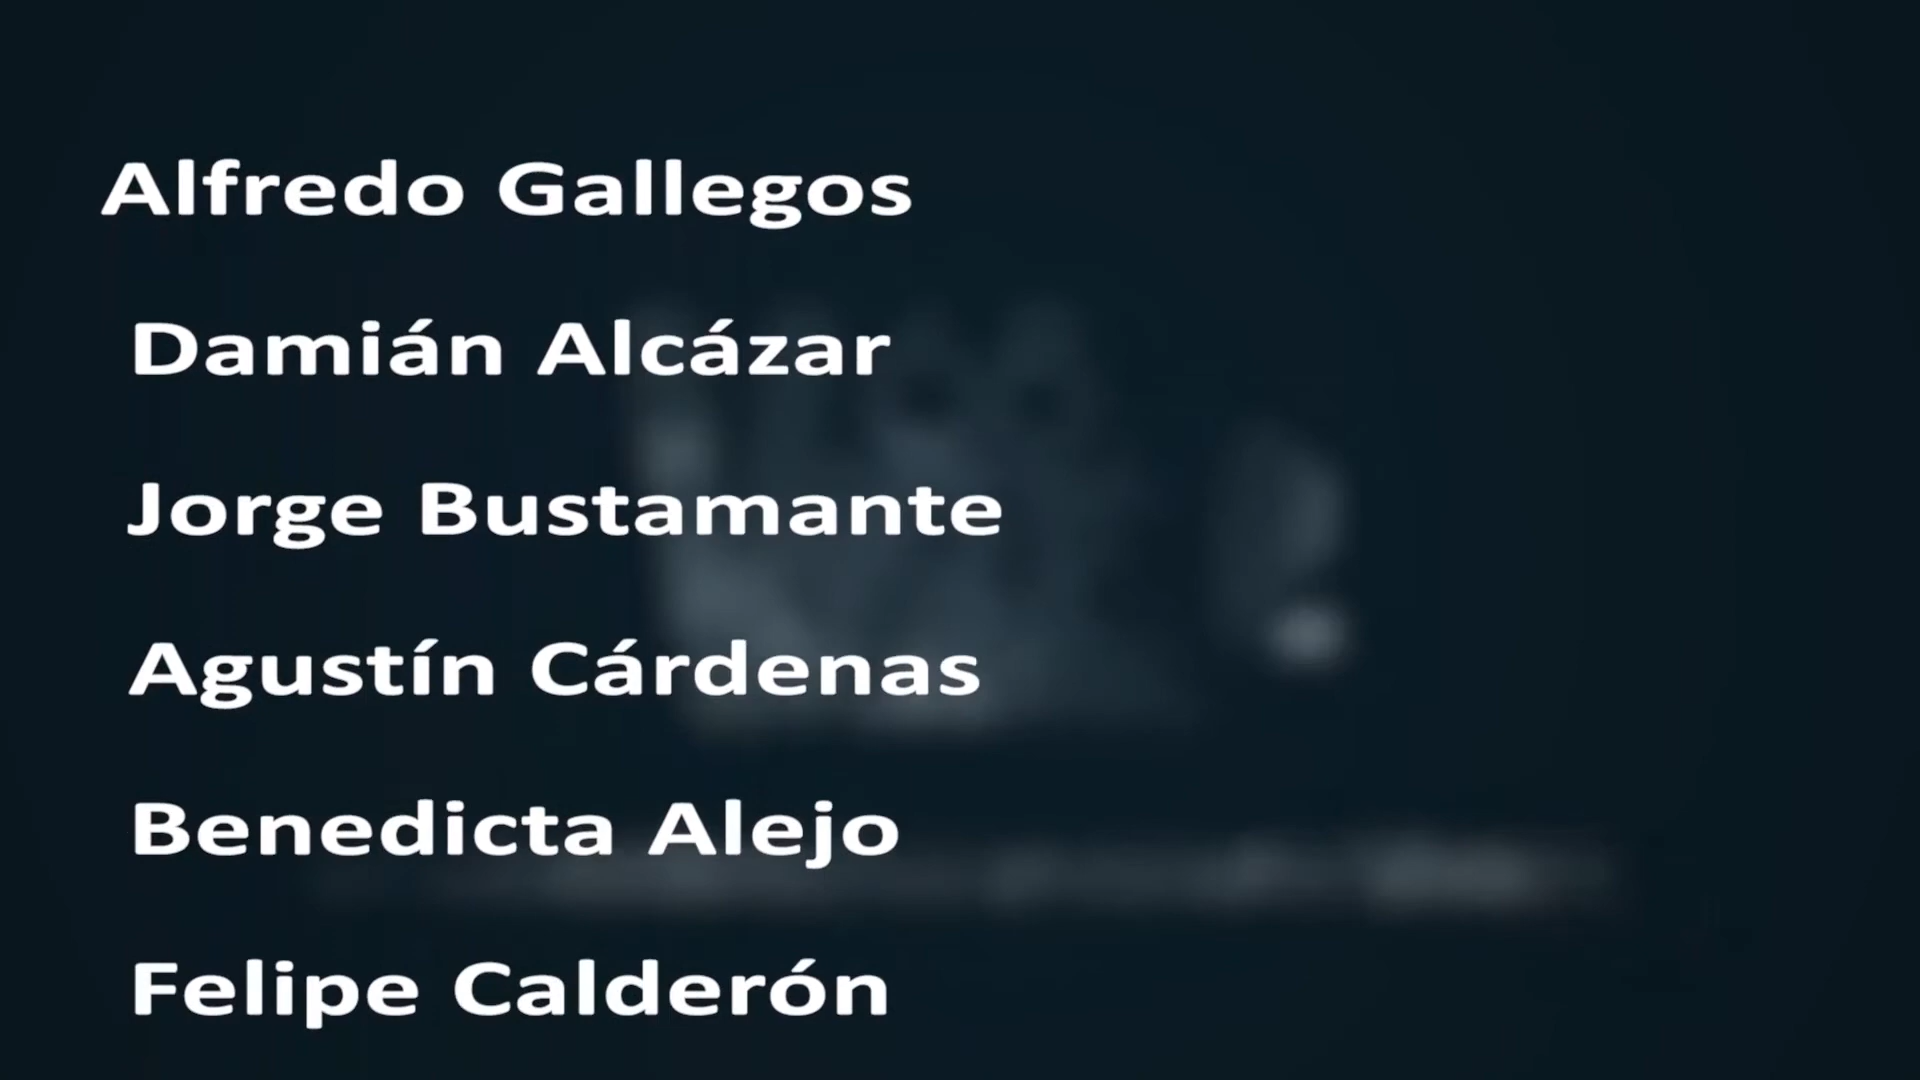 Alfredo Gallegos
Damián Alcázar
Jorge Bustamante
Agustín Cárdenas
Benedicta Alejo
Felipe Calderón